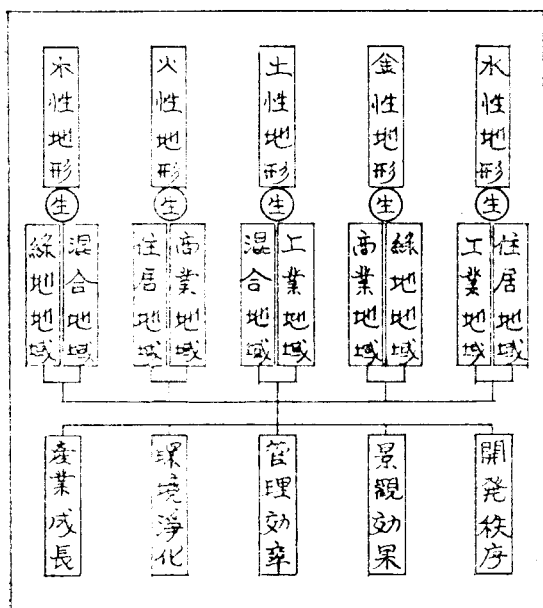 木性地形
火性地形
土性地形
金性地形
水性地形
生
生
生
生
生
緑地地域
混合地域
住居地域
商業地域
混合地域
工業地域
商業地域
緑地地域
工業地域
住居地域
産業成長
環境淨化
管理効率
景観効果
開発秩序